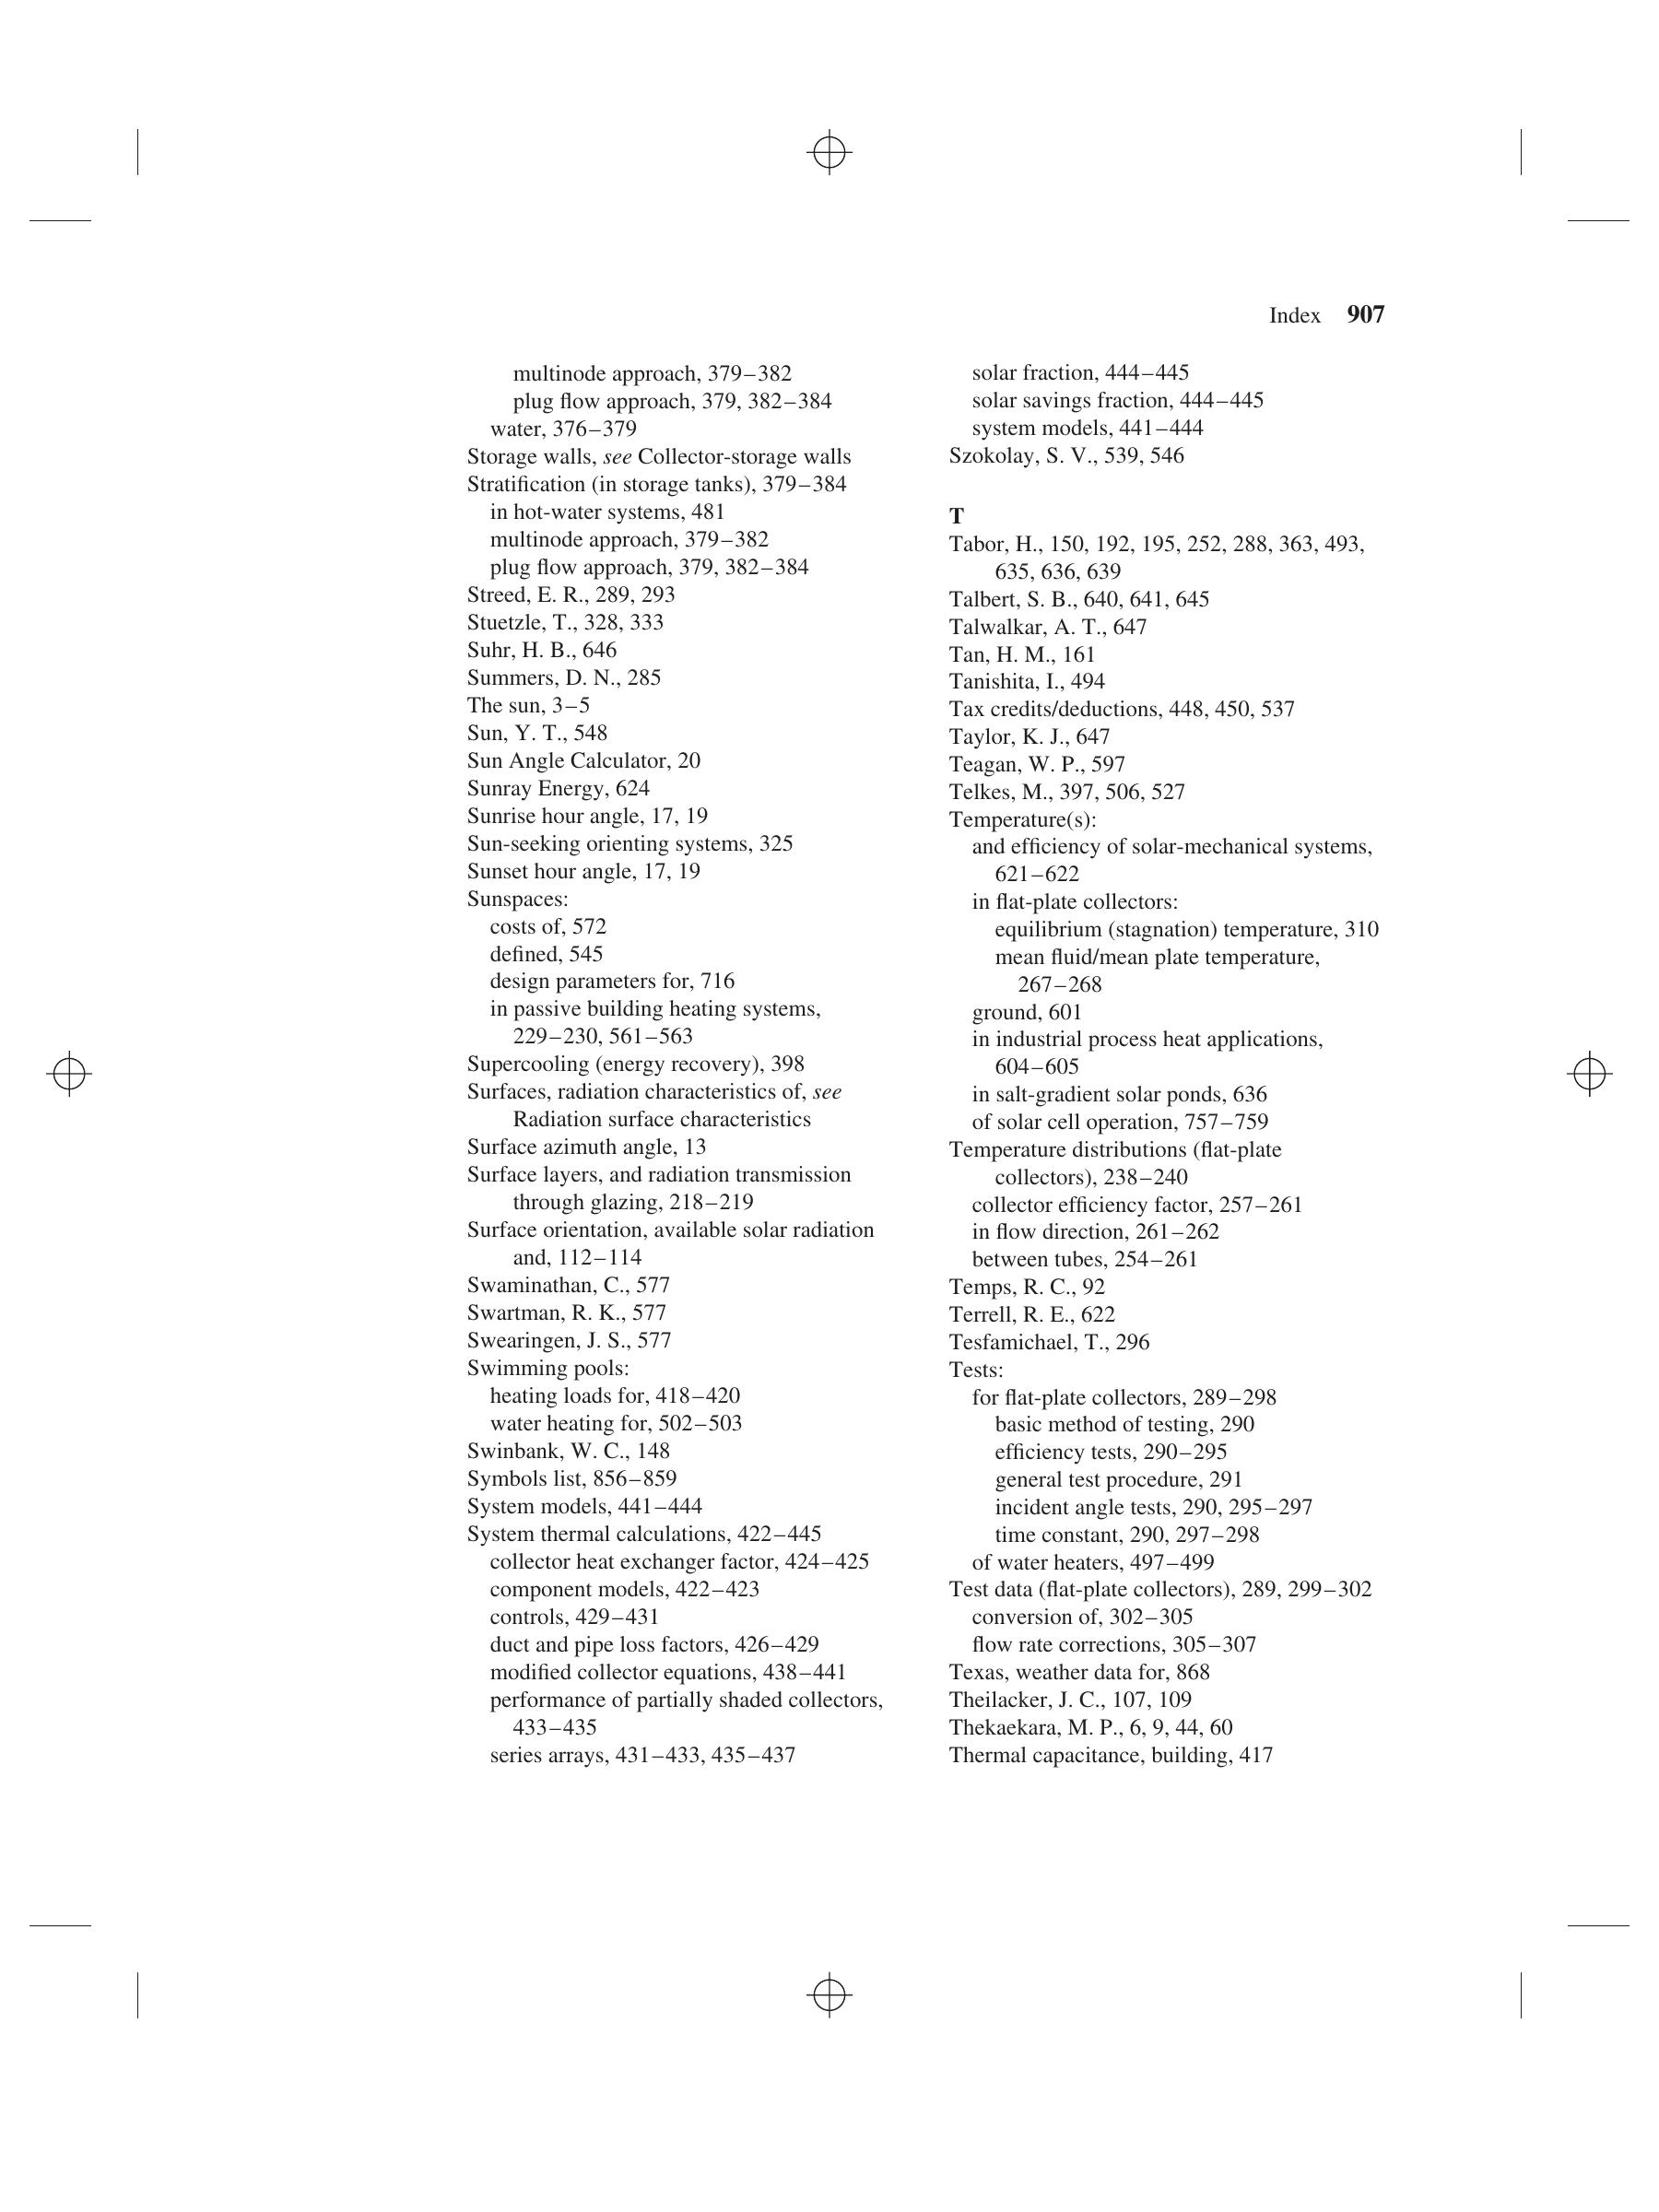 Index 907
multinode approach, 379–382
plug flow approach, 379, 382–384
water, 376–379
Storage walls, see Collector-storage walls
Stratification (in storage tanks), 379–384
in hot-water systems, 481
multinode approach, 379–382
plug flow approach, 379, 382–384
Streed, E. R., 289, 293
Stuetzle, T., 328, 333
Suhr, H. B., 646
Summers, D. N., 285
The sun, 3–5
Sun, Y. T., 548
Sun Angle Calculator, 20
Sunray Energy, 624
Sunrise hour angle, 17, 19
Sun-seeking orienting systems, 325
Sunset hour angle, 17, 19
Sunspaces:
costs of, 572
defined, 545
design parameters for, 716
in passive building heating systems,
229–230, 561–563
Supercooling (energy recovery), 398
Surfaces, radiation characteristics of, see
Radiation surface characteristics
Surface azimuth angle, 13
Surface layers, and radiation transmission
through glazing, 218–219
Surface orientation, available solar radiation
and, 112–114
Swaminathan, C., 577
Swartman, R. K., 577
Swearingen, J. S., 577
Swimming pools:
heating loads for, 418–420
water heating for, 502–503
Swinbank, W. C., 148
Symbols list, 856–859
System models, 441–444
System thermal calculations, 422–445
collector heat exchanger factor, 424–425
component models, 422–423
controls, 429–431
duct and pipe loss factors, 426–429
modified collector equations, 438–441
performance of partially shaded collectors,
433–435
series arrays, 431–433, 435–437
solar fraction, 444–445
solar savings fraction, 444–445
system models, 441–444
Szokolay, S. V., 539, 546
T
Tabor, H., 150, 192, 195, 252, 288, 363, 493,
635, 636, 639
Talbert, S. B., 640, 641, 645
Talwalkar, A. T., 647
Tan, H. M., 161
Tanishita, I., 494
Tax credits/deductions, 448, 450, 537
Taylor, K. J., 647
Teagan, W. P., 597
Telkes, M., 397, 506, 527
Temperature(s):
and efficiency of solar-mechanical systems,
621–622
in flat-plate collectors:
equilibrium (stagnation) temperature, 310
mean fluid/mean plate temperature,
267–268
ground, 601
in industrial process heat applications,
604–605
in salt-gradient solar ponds, 636
of solar cell operation, 757–759
Temperature distributions (flat-plate
collectors), 238–240
collector efficiency factor, 257–261
in flow direction, 261–262
between tubes, 254–261
Temps, R. C., 92
Terrell, R. E., 622
Tesfamichael, T., 296
Tests:
for flat-plate collectors, 289–298
basic method of testing, 290
efficiency tests, 290–295
general test procedure, 291
incident angle tests, 290, 295–297
time constant, 290, 297–298
of water heaters, 497–499
Test data (flat-plate collectors), 289, 299–302
conversion of, 302–305
flow rate corrections, 305–307
Texas, weather data for, 868
Theilacker, J. C., 107, 109
Thekaekara, M. P., 6, 9, 44, 60
Thermal capacitance, building, 417